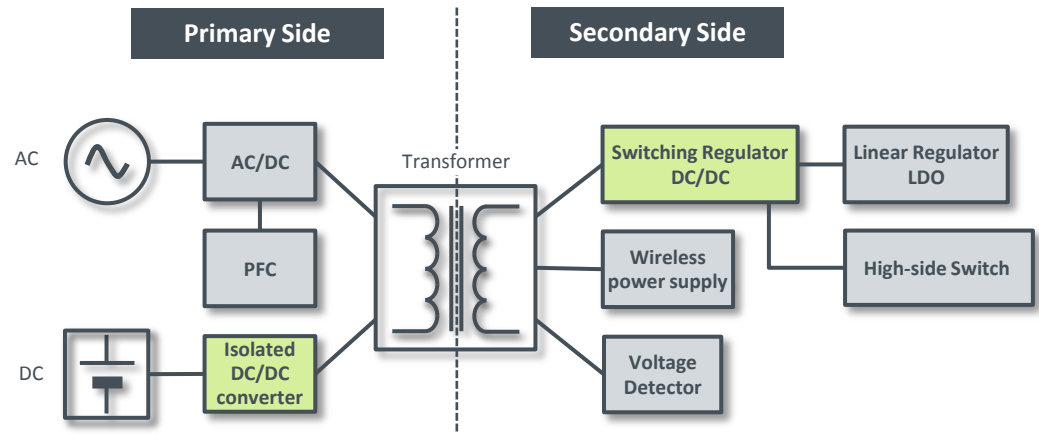 Primary Side
Secondary Side
AC
AC/DC
Transformer
Switching Regulator
DC/DC
Linear Regulator
LDO
PFC
Wireless
power supply
High-side Switch
DC
Isolated
DC/DC
converter
Voltage
Detector